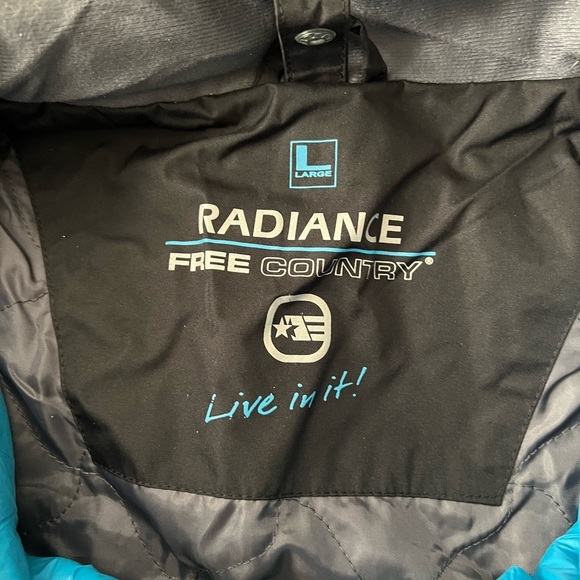 L
LARGE
RADIANCE
FREE COUNTRY®
Live in it!